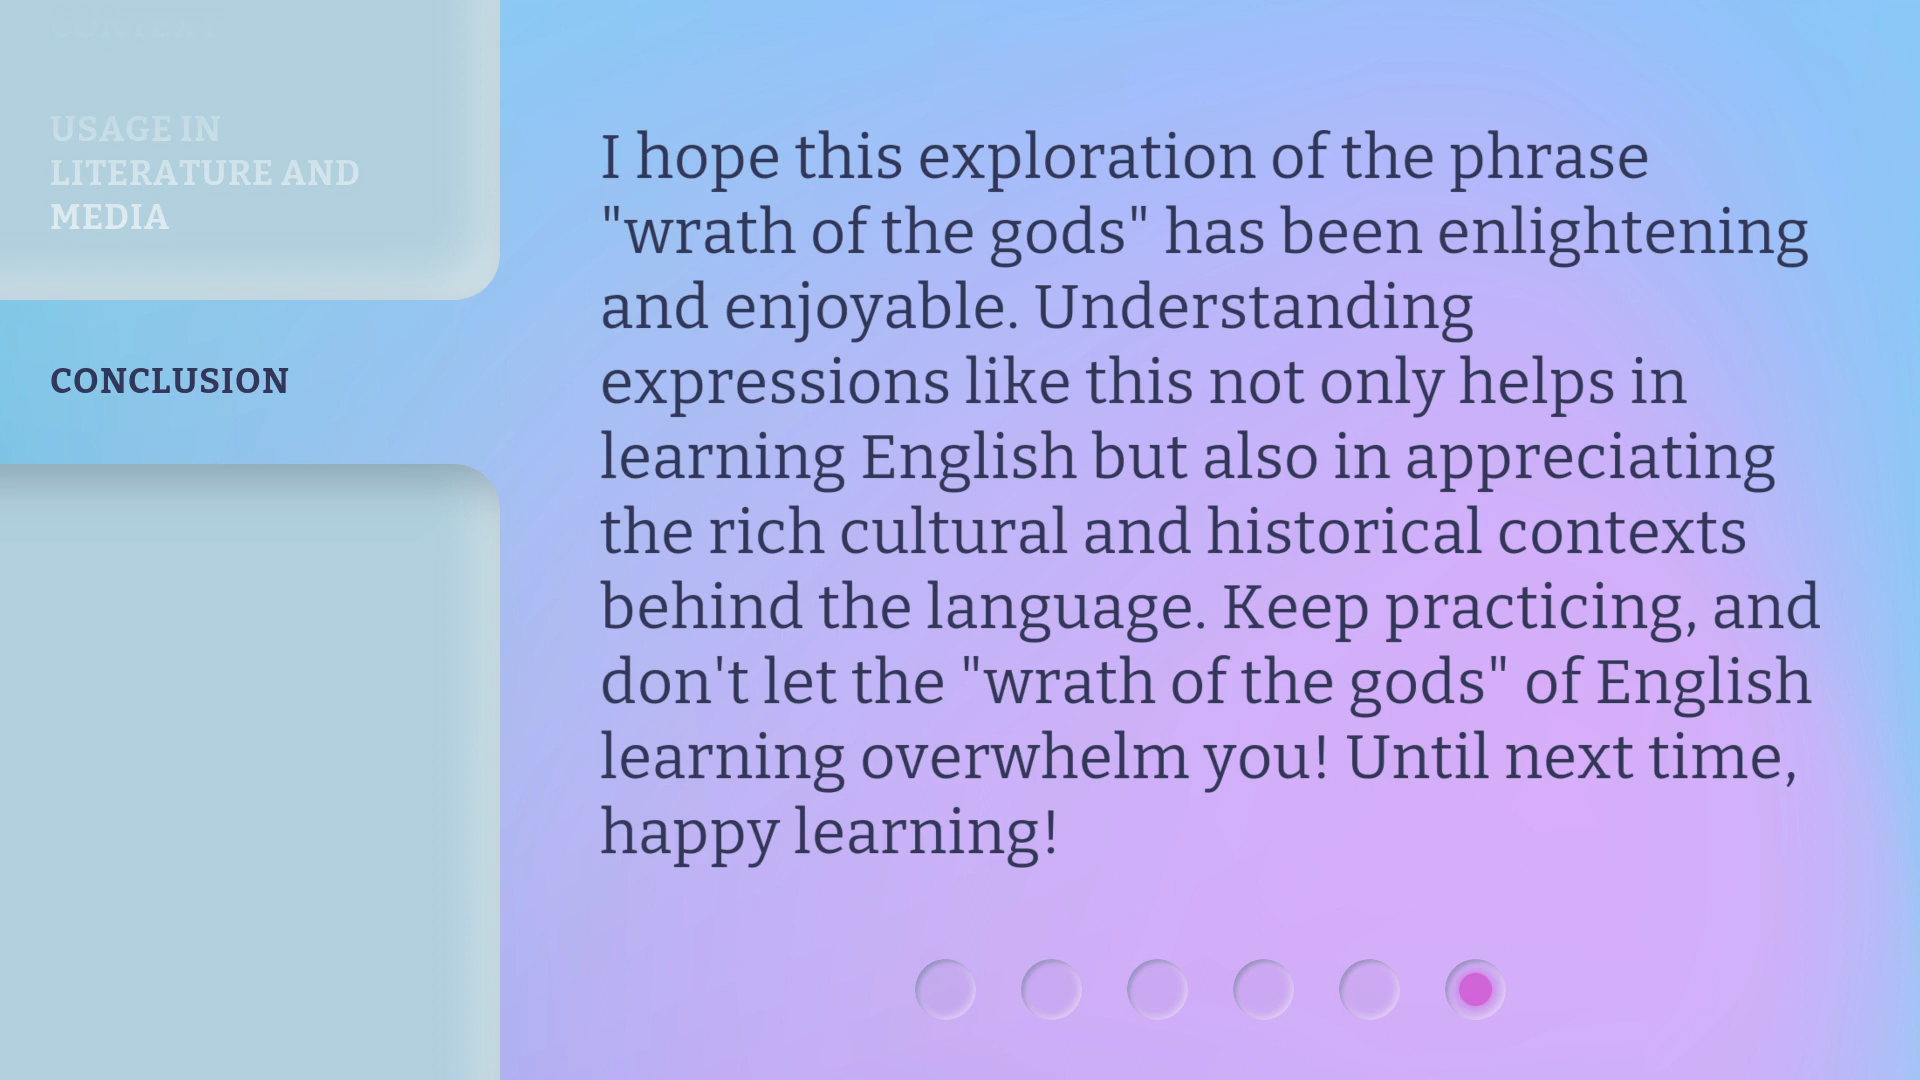 USAGE IN
LITERATURE AND
MEDIA
CONCLUSION
I hope this exploration of the phrase
"wrath of the gods" has been enlightening
and enjoyable. Understanding
expressions like this not only helps in
learning English but also in appreciating
the rich cultural and historical contexts
behind the language. Keep practicing, and
don't let the "wrath of the gods" of English
learning overwhelm you! Until next time,
happy learning!